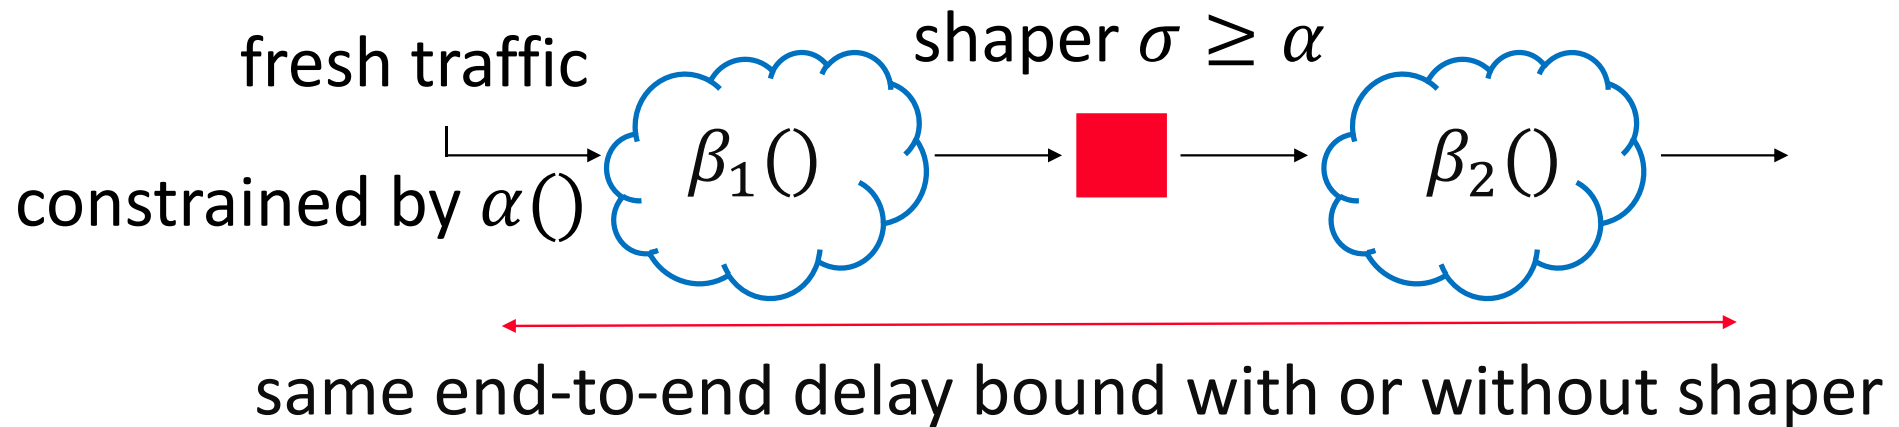 fresh traffic
shaper σ ≥ α
constrained by α()
β₁()
β₂()
same end-to-end delay bound with or without shaper